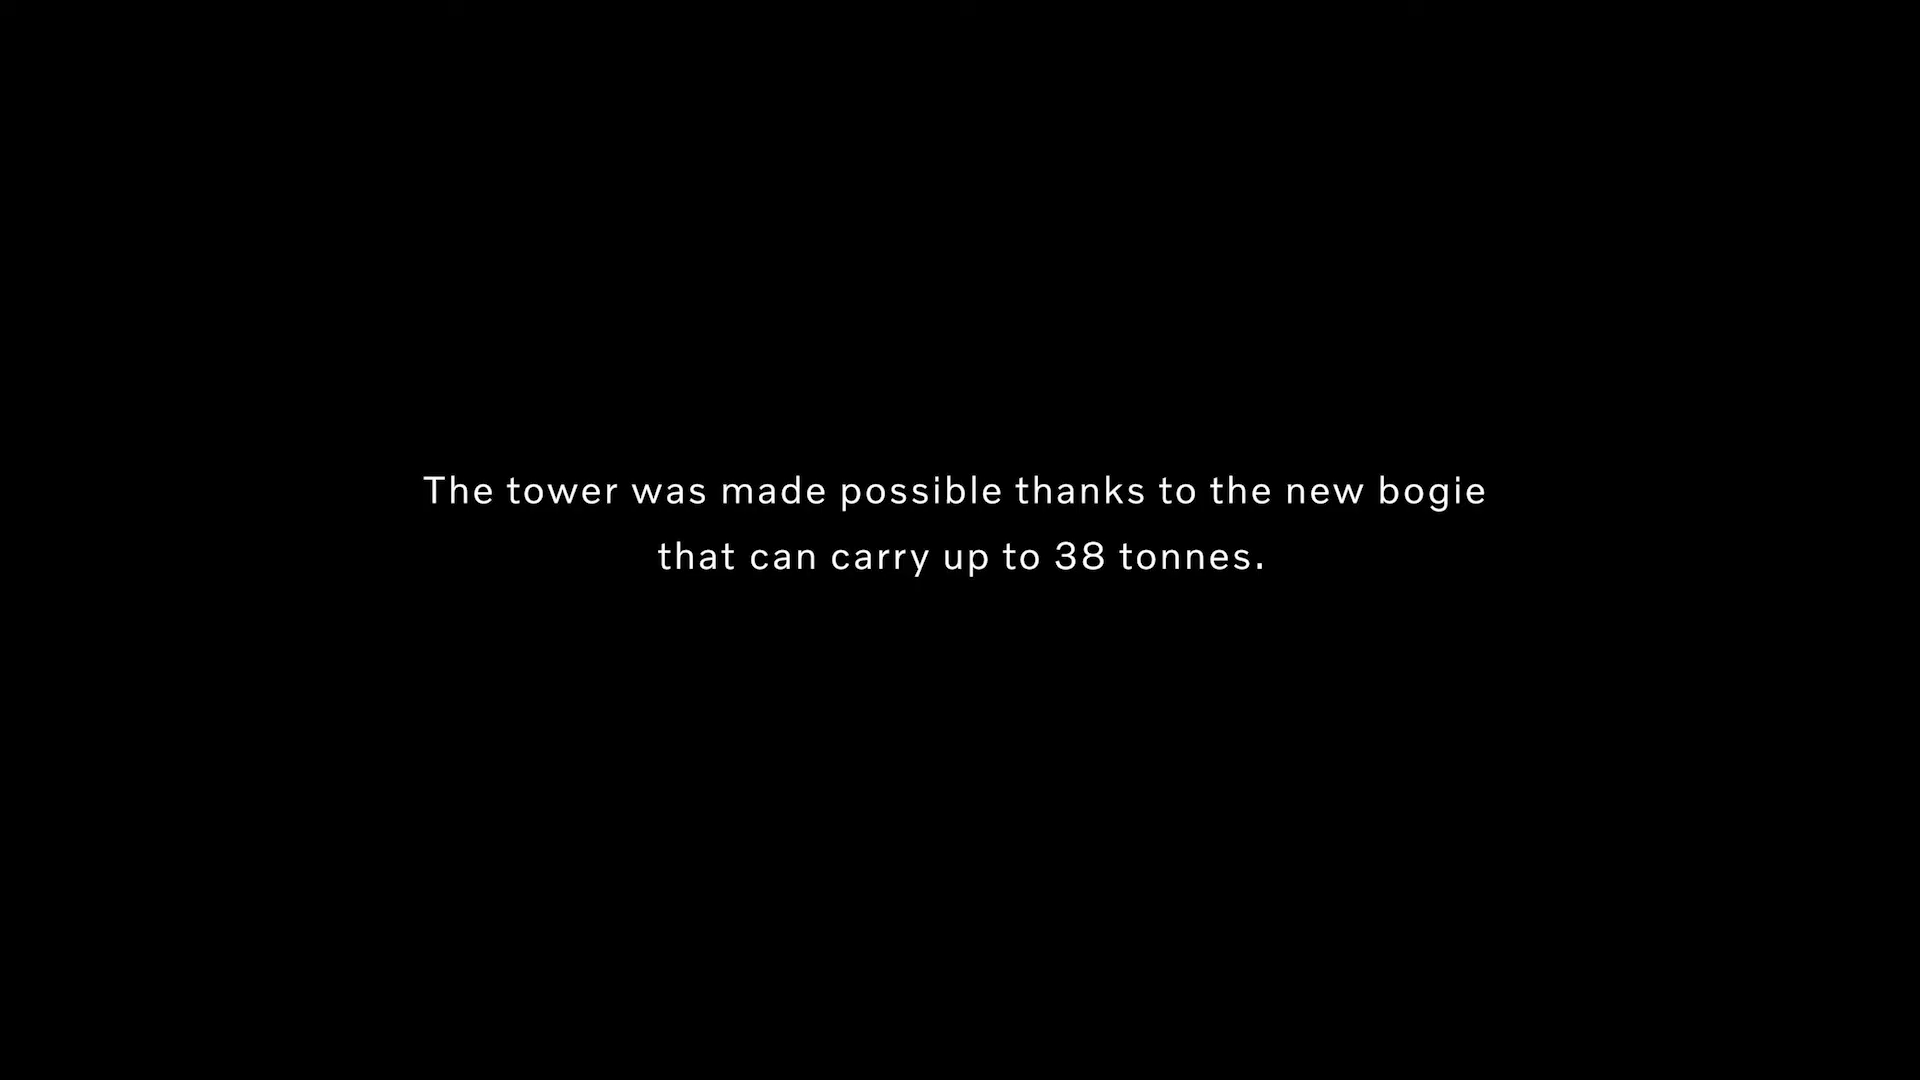 The tower was made possible thanks to the new bogie
that can carry up to 38 tonnes.